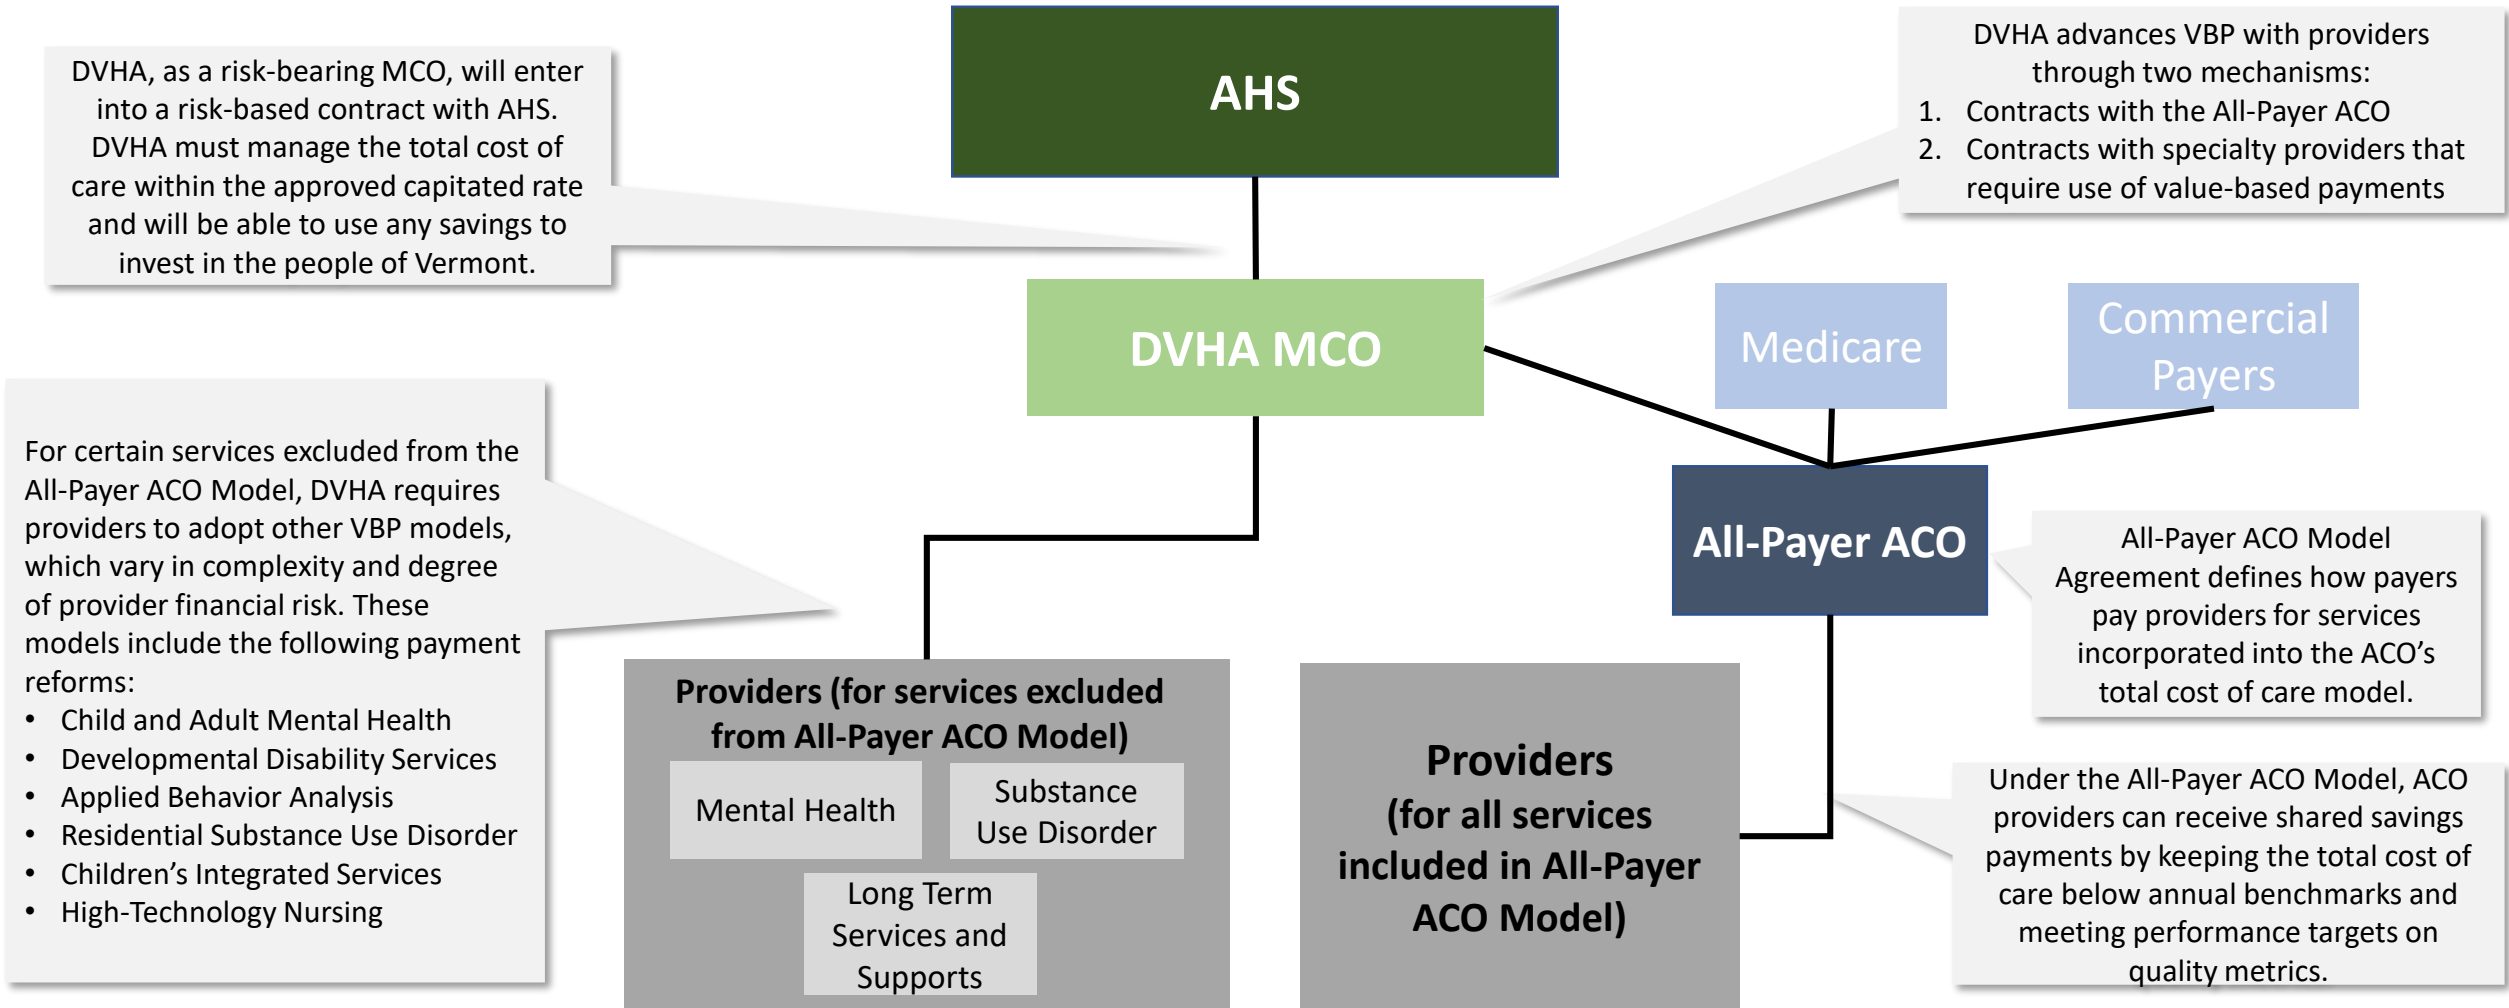 DVHA, as a risk-bearing MCO, will enter
into a risk-based contract with AHS.
DVHA must manage the total cost of
care within the approved capitated rate
and will be able to use any savings to
invest in the people of Vermont.
AHS
DVHA advances VBP with providers
through two mechanisms:
1. Contracts with the All-Payer ACO
2. Contracts with specialty providers that
require use of value-based payments
DVHA MCO
Medicare
Commercial
Payers
For certain services excluded from the
All-Payer ACO Model, DVHA requires
providers to adopt other VBP models,
which vary in complexity and degree
of provider financial risk. These
models include the following payment
reforms:
• Child and Adult Mental Health
• Developmental Disability Services
• Applied Behavior Analysis
• Residential Substance Use Disorder
• Children’s Integrated Services
• High-Technology Nursing
All-Payer ACO
All-Payer ACO Model
Agreement defines how payers
pay providers for services
incorporated into the ACO’s
total cost of care model.
Providers (for services excluded
from All-Payer ACO Model)
Mental Health
Substance
Use Disorder
Long Term
Services and
Supports
Providers
(for all services
included in All-Payer
ACO Model)
Under the All-Payer ACO Model, ACO
providers can receive shared savings
payments by keeping the total cost of
care below annual benchmarks and
meeting performance targets on
quality metrics.